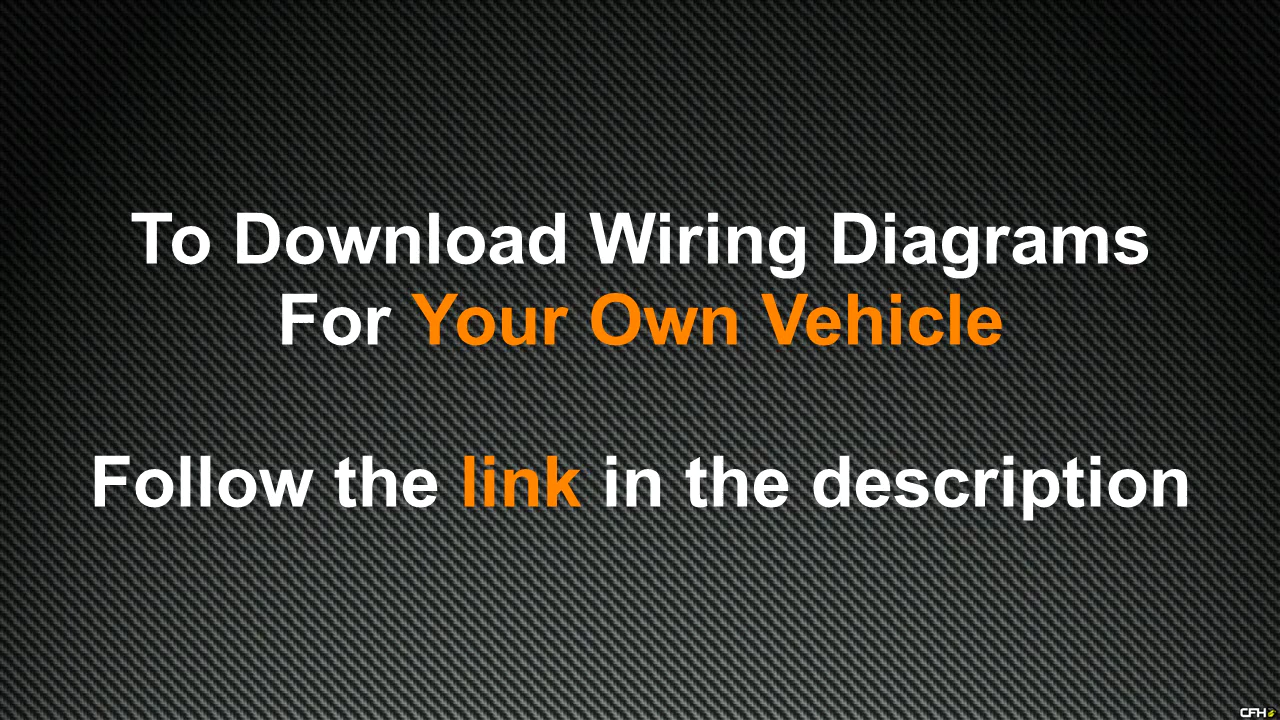 To Download Wiring Diagrams
For Your Own Vehicle
Follow the link in the description
CFH